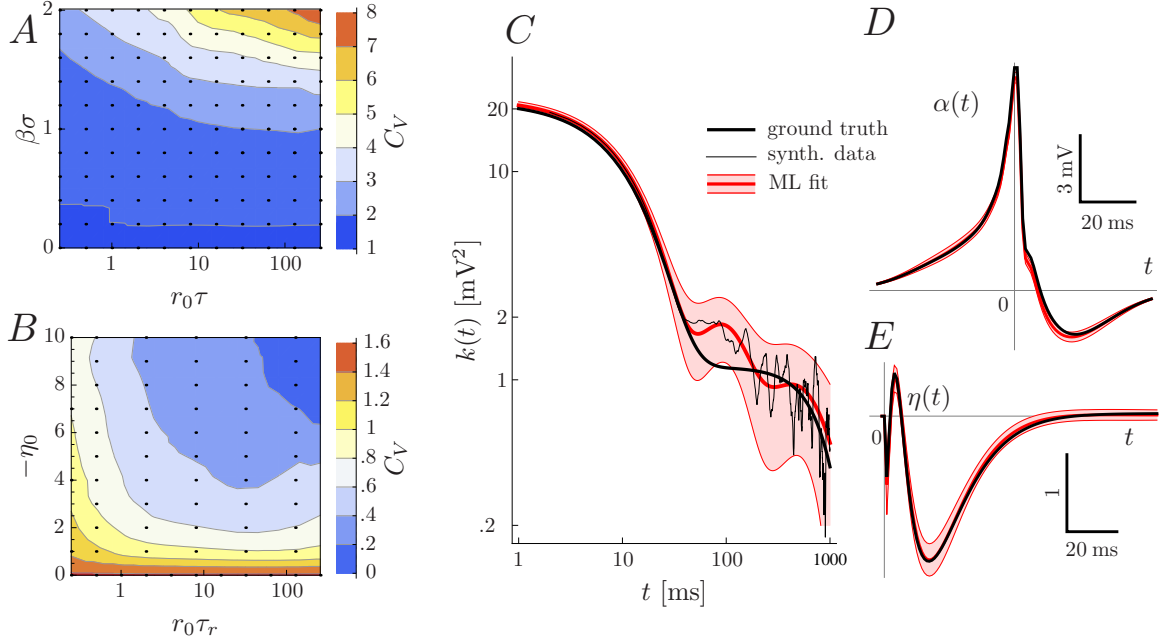 A
2
1
0
βσ
1
10
100
r₀τ
8
7
6
5
4
3
2
1
C_V
B
10
8
6
4
2
0
−η₀
1
10
100
r₀τ_r
1.6
1.4
1.2
1
.8
.6
.4
.2
0
C_V
C
20
10
2
1
.2
k(t) [mV²]
1
10
100
1000
t [ms]
ground truth
synth. data
ML fit
D
α(t)
3 mV
20 ms
t
0
E
η(t)
0
t
1
20 ms